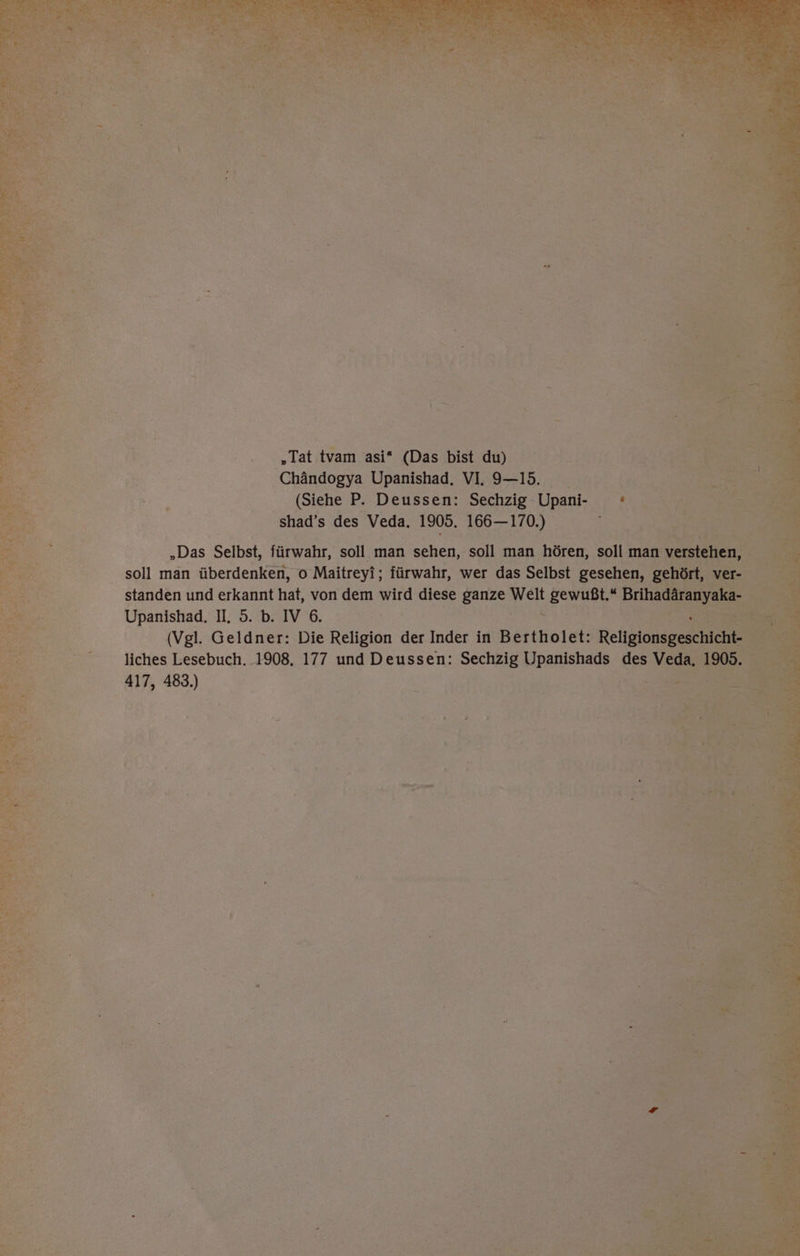 „Tat tvam asi“ (Das bist du)
Chândogya Upanishad, VI, 9—15.
(Siehe P. Deussen: Sechzig Upani-
shad's des Veda, 1905. 166—170.)
„Das Selbst, fürwahr, soll man sehen, soll man hören, soll man verstehen,
soll man überdenken, o Maitreyî; fürwahr, wer das Selbst gesehen, gehört, ver-
standen und erkannt hat, von dem wird diese ganze Welt gewußt.“ Brihadâranyaka-
Upanishad, II, 5. b. IV 6.
(Vgl. Geldner: Die Religion der Inder in Bertholet: Religionsgeschicht-
liches Lesebuch. 1908, 177 und Deussen: Sechzig Upanishads des Veda, 1905.
417, 483.)